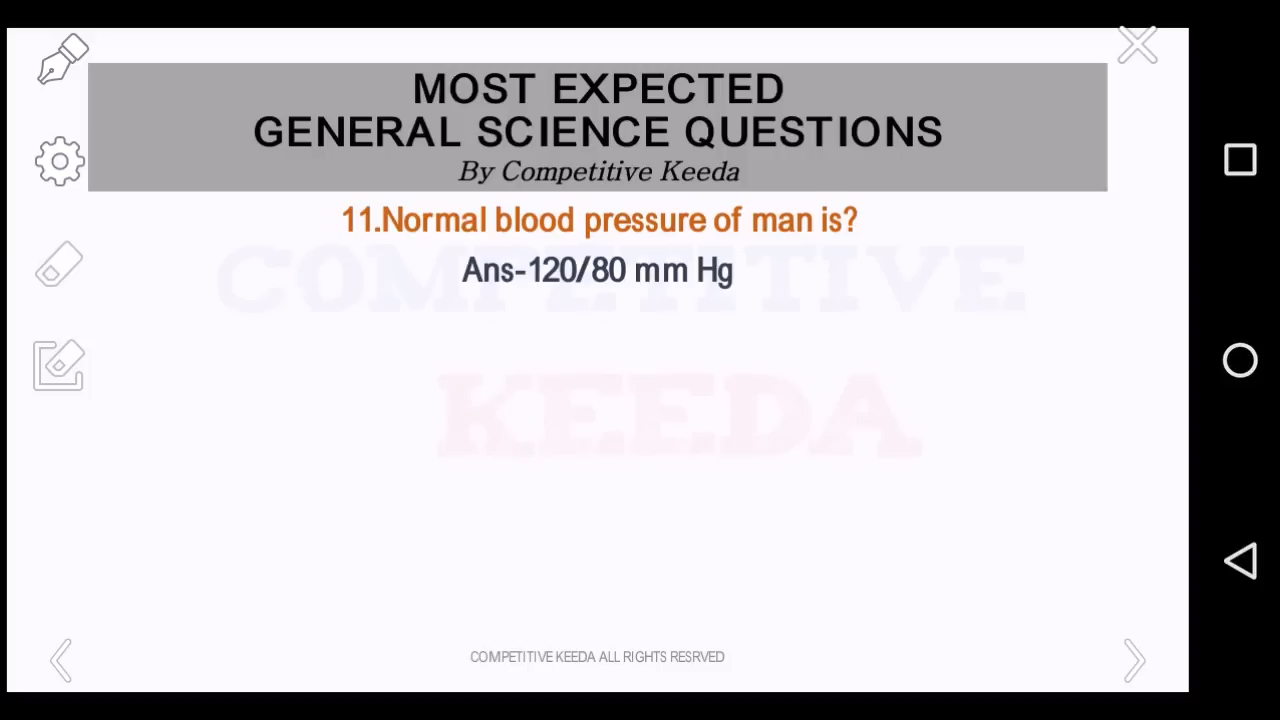 MOST EXPECTED
GENERAL SCIENCE QUESTIONS
By Competitive Keeda
11.Normal blood pressure of man is?
Ans-120/80 mm Hg
COMPETITIVE
KEEDA
COMPETITIVE KEEDA ALL RIGHTS RESRVED